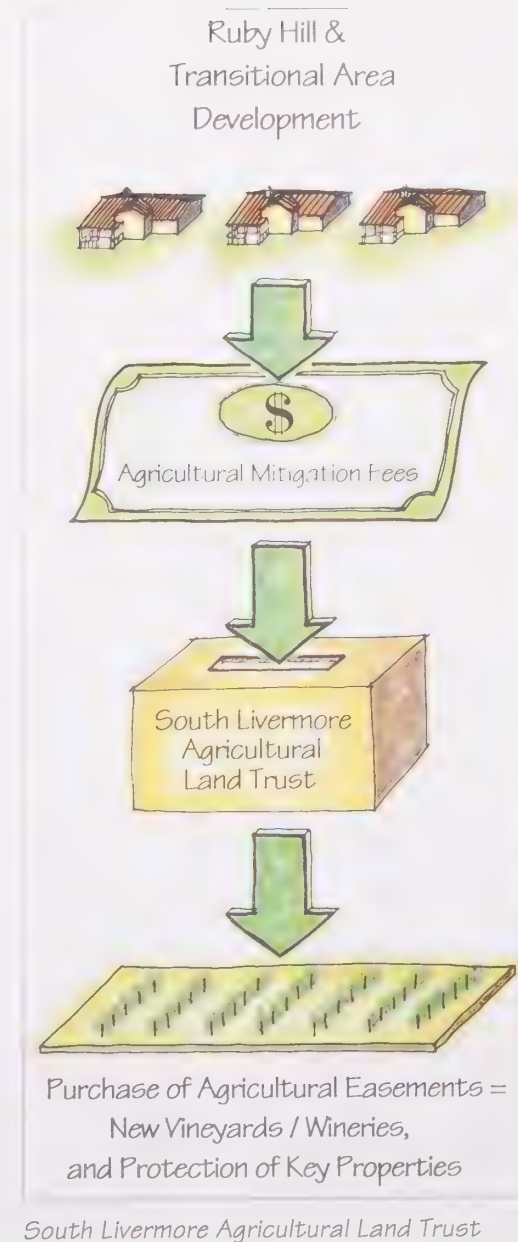 Ruby Hill &
Transitional Area
Development
$
Agricultural Mitigation Fees
South Livermore
Agricultural
Land Trust
Purchase of Agricultural Easements =
New Vineyards / Wineries,
and Protection of Key Properties
South Livermore Agricultural Land Trust